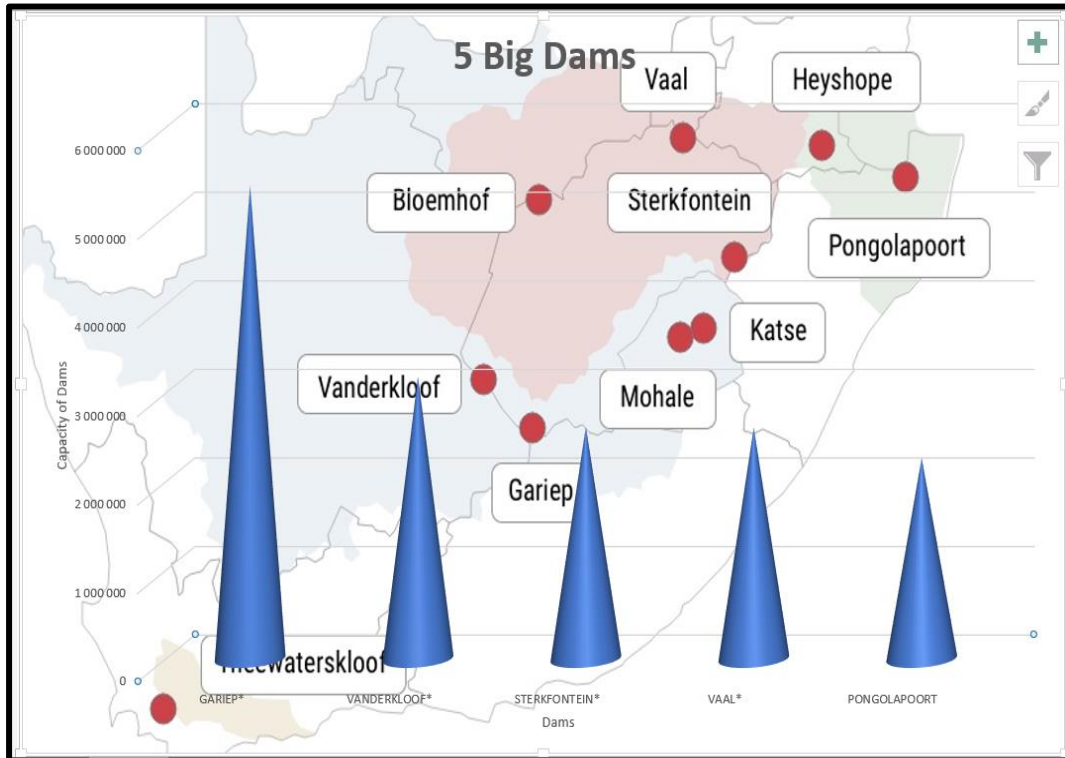 5 Big Dams
Vaal
Heyshope
Bloemhof
Sterkfontein
Pongolapoort
Katse
Vanderkloof
Mohale
Gariep
Theewaterskloof
6 000 000
5 000 000
4 000 000
3 000 000
2 000 000
1 000 000
0
Capacity of Dams
GARIEP*
VANDERKLOOF*
STERKFONTEIN*
VAAL*
PONGOLAPOORT
Dams